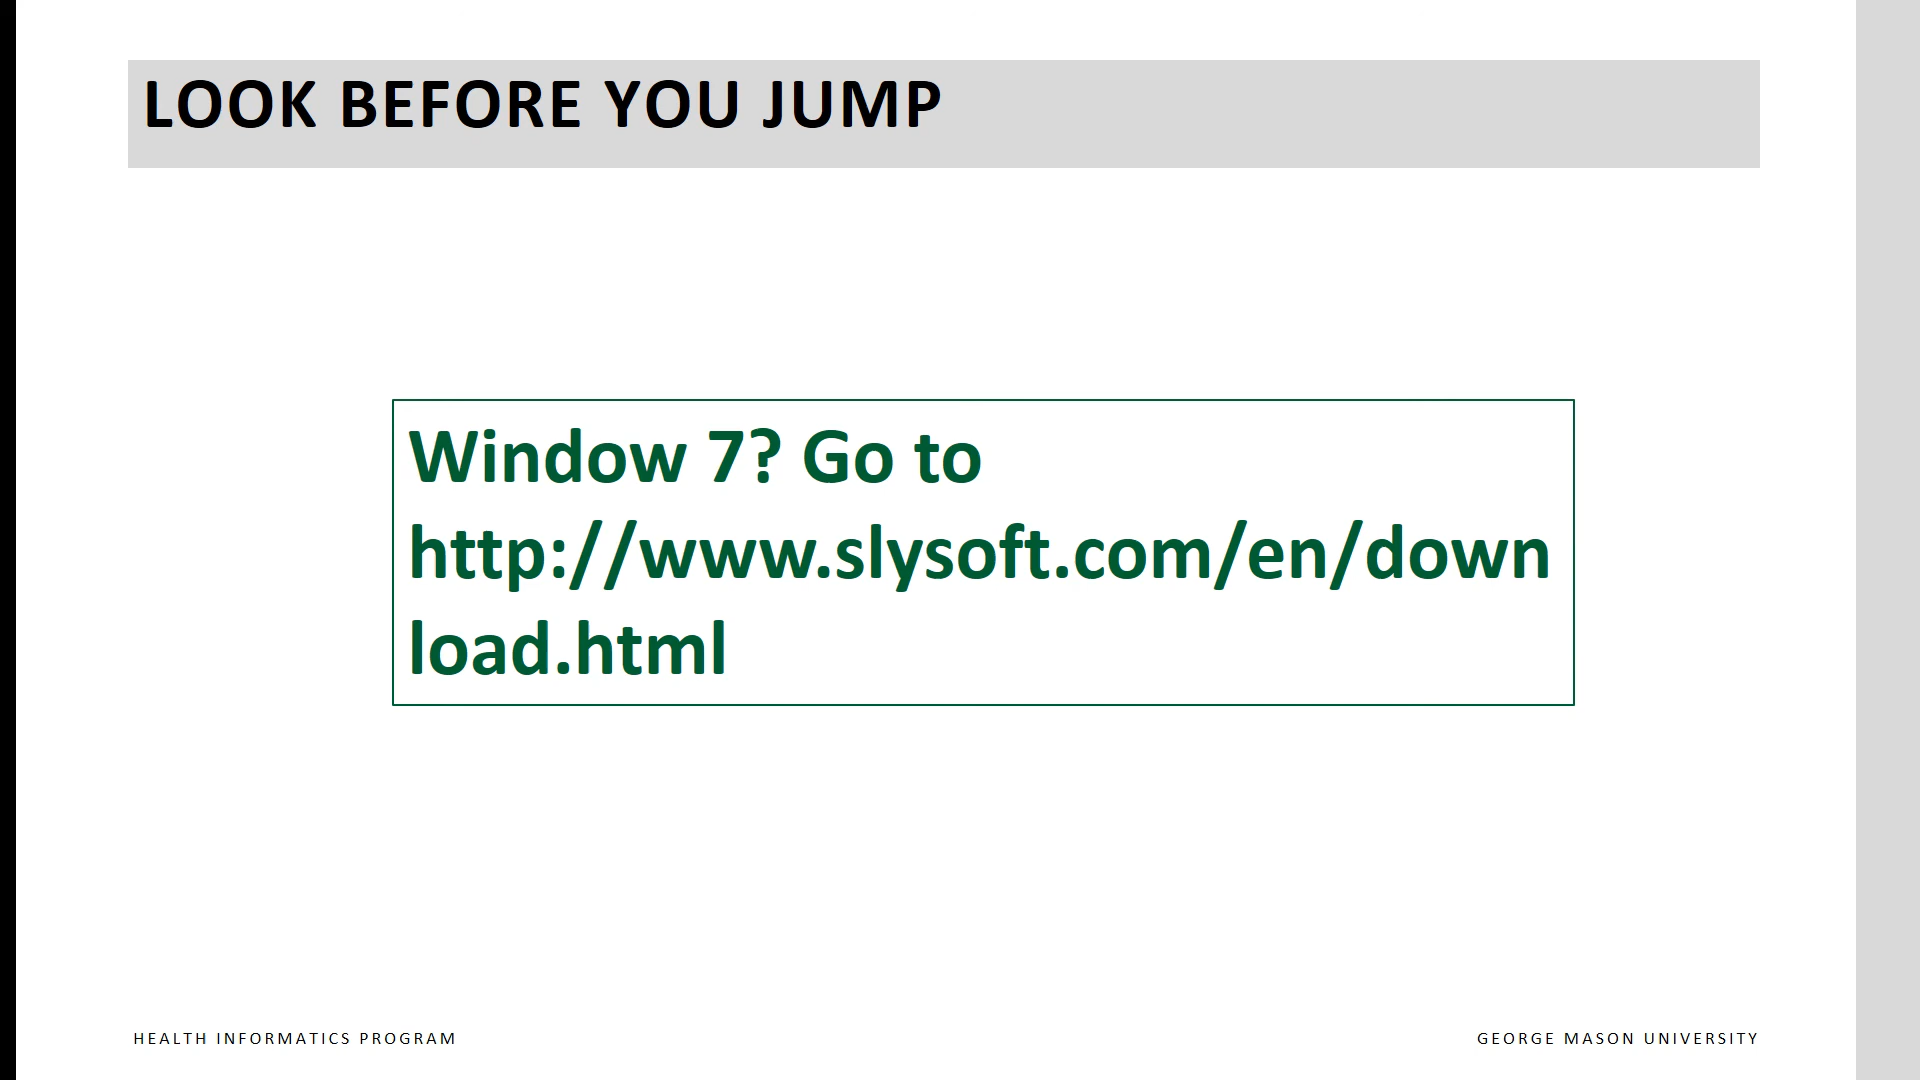 LOOK BEFORE YOU JUMP
Window 7? Go to
http://www.slysoft.com/en/down
load.html
HEALTH INFORMATICS PROGRAM
GEORGE MASON UNIVERSITY